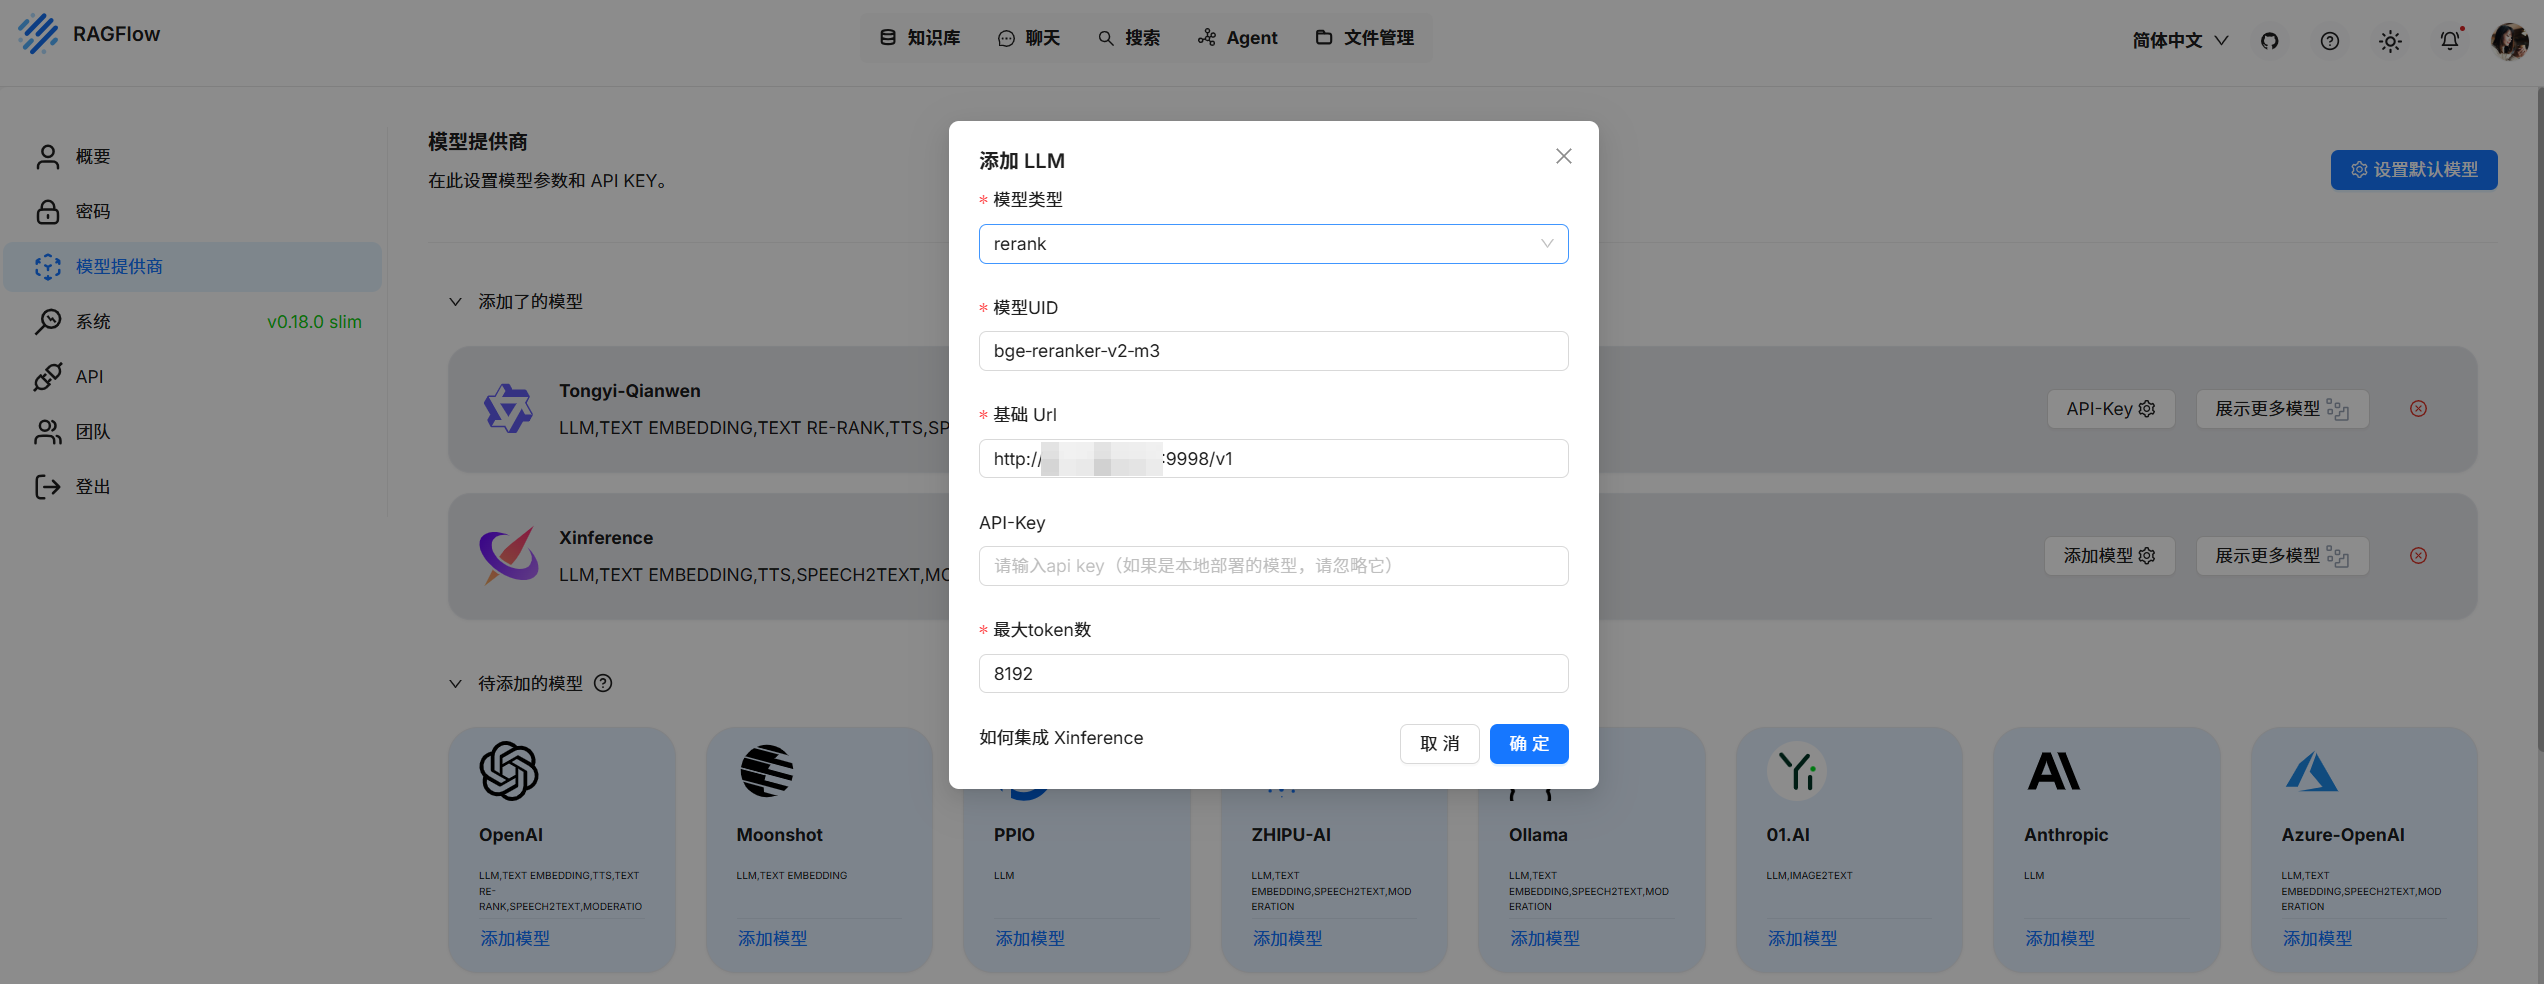 RAGFlow
知识库
聊天
搜索
Agent
文件管理
简体中文
概要
密码
模型提供商
系统
v0.18.0 slim
API
团队
登出
模型提供商
在此设置模型参数和 API KEY。
设置默认模型
添加了的模型
Tongyi-Qianwen
LLM,TEXT EMBEDDING,TEXT RE-RANK,TTS,SP
API-Key
展示更多模型
Xinference
LLM,TEXT EMBEDDING,TTS,SPEECH2TEXT,MO
添加模型
展示更多模型
添加 LLM
* 模型类型
rerank
* 模型UID
bge-reranker-v2-m3
* 基础 Url
http:// :9998/v1
API-Key
请输入api key（如果是本地部署的模型，请忽略它）
* 最大token数
8192
如何集成 Xinference
取 消
确 定
待添加的模型
OpenAI
LLM,TEXT EMBEDDING,TTS,TEXT
RE-
RANK,SPEECH2TEXT,MODERATIO
添加模型
Moonshot
LLM,TEXT EMBEDDING
添加模型
PPIO
LLM
添加模型
ZHIPU-AI
LLM,TEXT
EMBEDDING,SPEECH2TEXT,MOD
ERATION
添加模型
Ollama
LLM,TEXT
EMBEDDING,SPEECH2TEXT,MOD
ERATION
添加模型
01.AI
LLM,IMAGE2TEXT
添加模型
Anthropic
LLM
添加模型
Azure-OpenAI
LLM,TEXT
EMBEDDING,SPEECH2TEXT,MOD
ERATION
添加模型